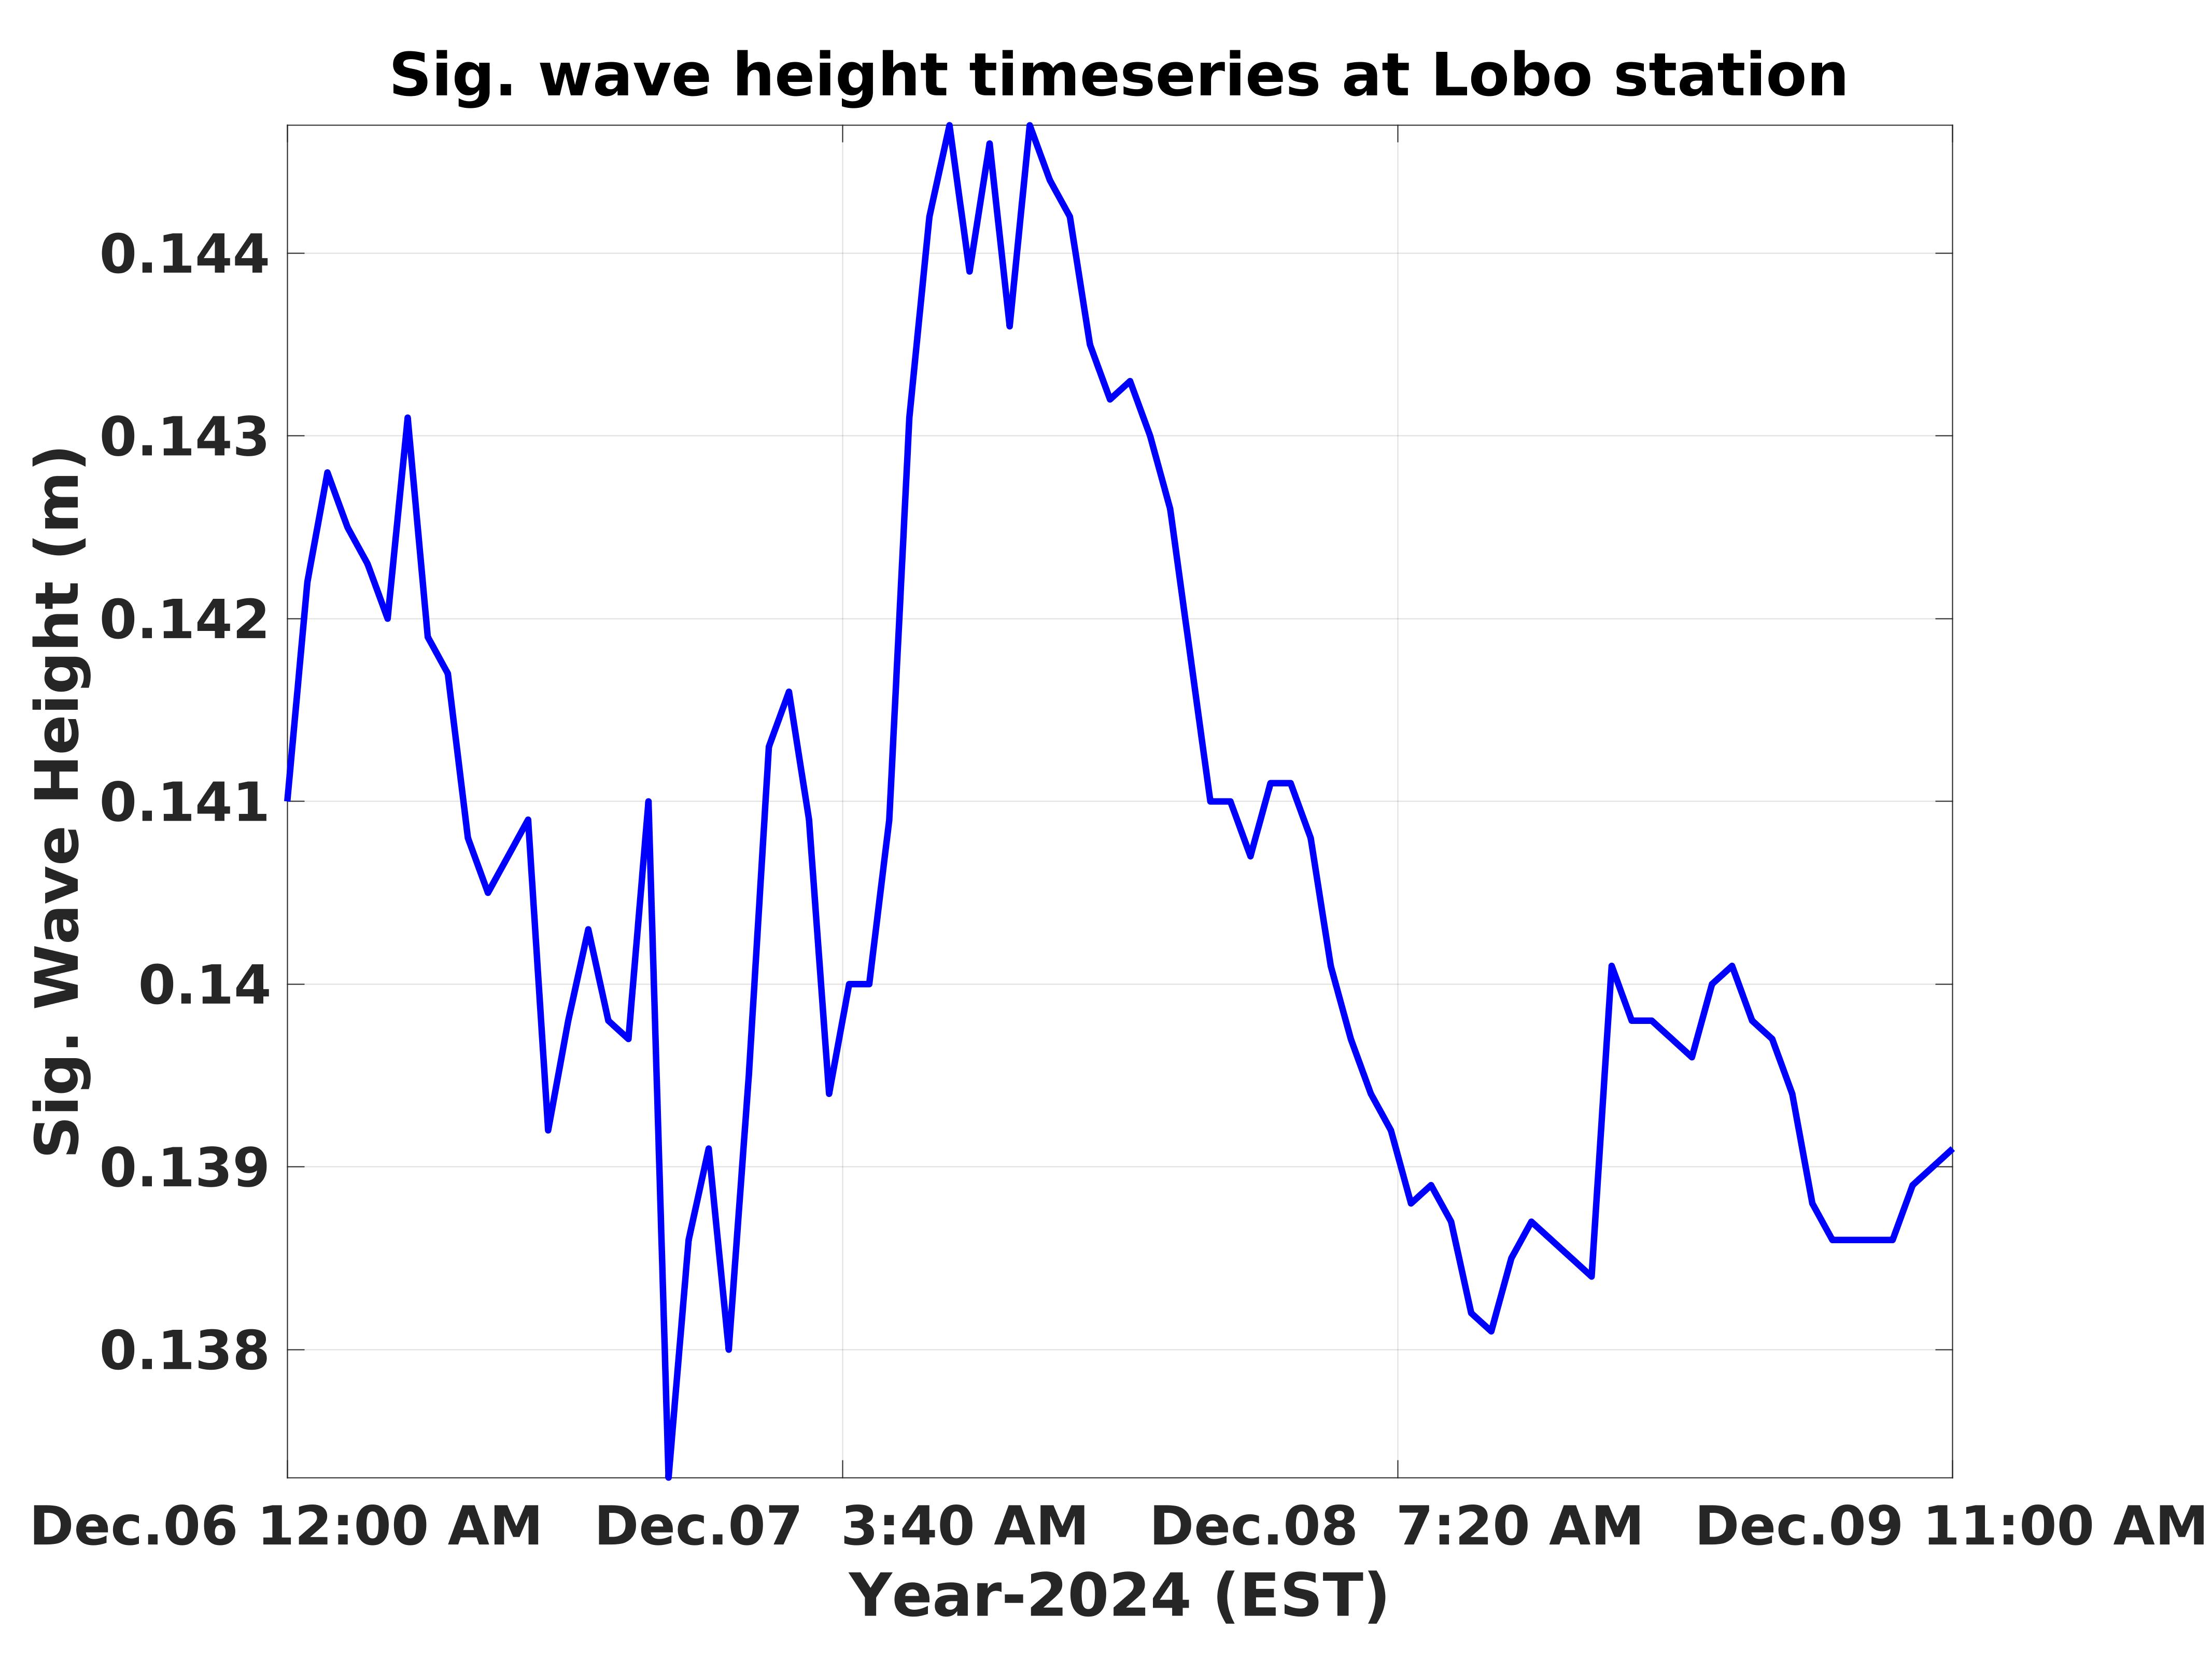 Sig. wave height timeseries at Lobo station
Sig. Wave Height (m)
0.144
0.143
0.142
0.141
0.14
0.139
0.138
Dec.06 12:00 AM Dec.07 3:40 AM Dec.08 7:20 AM Dec.09 11:00 AM
Year-2024 (EST)